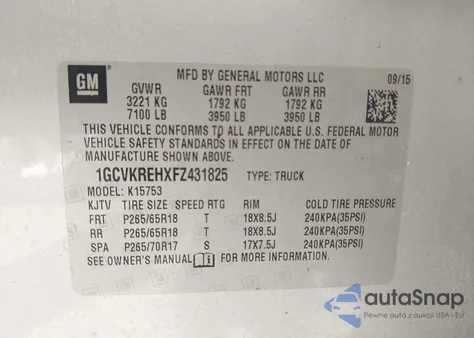 GM
MFD BY GENERAL MOTORS LLC 09/15
GVWR GAWR FRT GAWR RR
3221 KG 1792 KG 1792 KG
7100 LB 3950 LB 3950 LB
THIS VEHICLE CONFORMS TO ALL APPLICABLE U.S. FEDERAL MOTOR
VEHICLE SAFETY STANDARDS IN EFFECT ON THE DATE OF
MANUFACTURE SHOWN ABOVE.
1GCVKREHXFZ431825 TYPE: TRUCK
MODEL: K15753
KJTV TIRE SIZE SPEED RTG RIM COLD TIRE PRESSURE
FRT P265/65R18 T 18X8.5J 240KPA(35PSI)
RR P265/65R18 T 18X8.5J 240KPA(35PSI)
SPA P265/70R17 S 17X7.5J 240KPA(35PSI)
SEE OWNER'S MANUAL FOR MORE INFORMATION.
autoSnap
Pewne auta z aukcji USA - EU